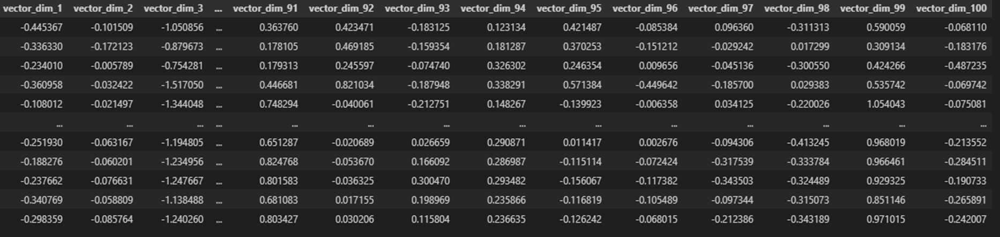 vector_dim_1 vector_dim_2 vector_dim_3 ... vector_dim_91 vector_dim_92 vector_dim_93 vector_dim_94 vector_dim_95 vector_dim_96 vector_dim_97 vector_dim_98 vector_dim_99 vector_dim_100
-0.445367 -0.101509 -1.050856 ... 0.363760 0.423471 -0.183125 0.123134 0.421487 -0.085384 0.096360 -0.311313 0.590059 -0.068110
-0.336330 -0.172123 -0.879673 ... 0.178105 0.469185 -0.159354 0.181287 0.370253 -0.151212 -0.029242 0.017299 0.309134 -0.183176
-0.234010 -0.005789 -0.754281 ... 0.179313 0.245597 -0.074740 0.326302 0.246354 0.009656 -0.045136 -0.300550 0.424266 -0.487235
-0.360958 -0.032422 -1.517050 ... 0.446681 0.821034 -0.187948 0.338291 0.571384 -0.449642 -0.185700 0.029383 0.535742 -0.069742
-0.108012 -0.021497 -1.344048 ... 0.748294 -0.040061 -0.212751 0.148267 -0.139923 -0.006358 0.034125 -0.220026 1.054043 -0.075081
... ... ... ... ... ... ... ... ... ... ... ... ... ...
-0.251930 -0.063167 -1.194805 ... 0.651287 -0.020689 0.026659 0.290871 0.011417 0.002676 -0.094306 -0.413245 0.968019 -0.213552
-0.188276 -0.060201 -1.234956 ... 0.824768 -0.053670 0.166092 0.286987 -0.115114 -0.072424 -0.317539 -0.333784 0.966461 -0.284511
-0.237662 -0.076631 -1.247667 ... 0.801583 -0.036325 0.300470 0.293482 -0.156067 -0.117382 -0.343503 -0.324489 0.929325 -0.190733
-0.340769 -0.058809 -1.138488 ... 0.681083 0.017155 0.198969 0.235866 -0.116819 -0.105489 -0.097344 -0.315073 0.851146 -0.265891
-0.298359 -0.085764 -1.240260 ... 0.803427 0.030206 0.115804 0.236635 -0.126242 -0.068015 -0.212386 -0.343189 0.971015 -0.242007